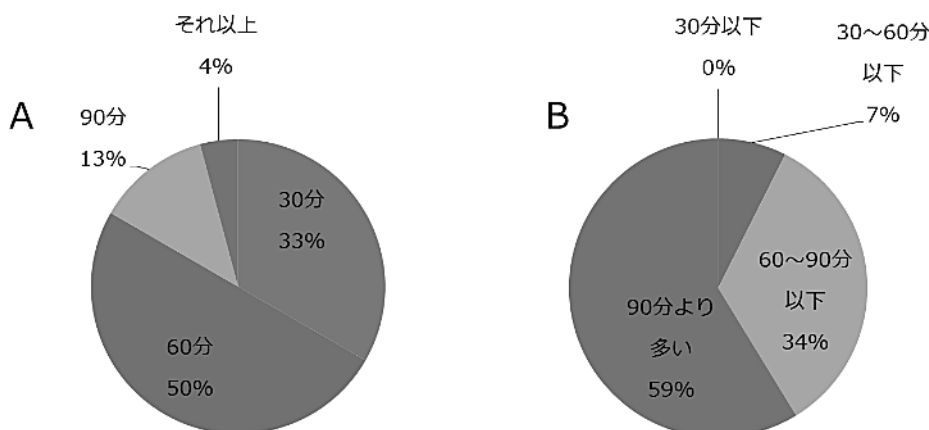 A
それ以上
4%
90分
13%
30分
33%
60分
50%
B
30分以下
0%
30～60分
以下
7%
60～90分
以下
34%
90分より
多い
59%